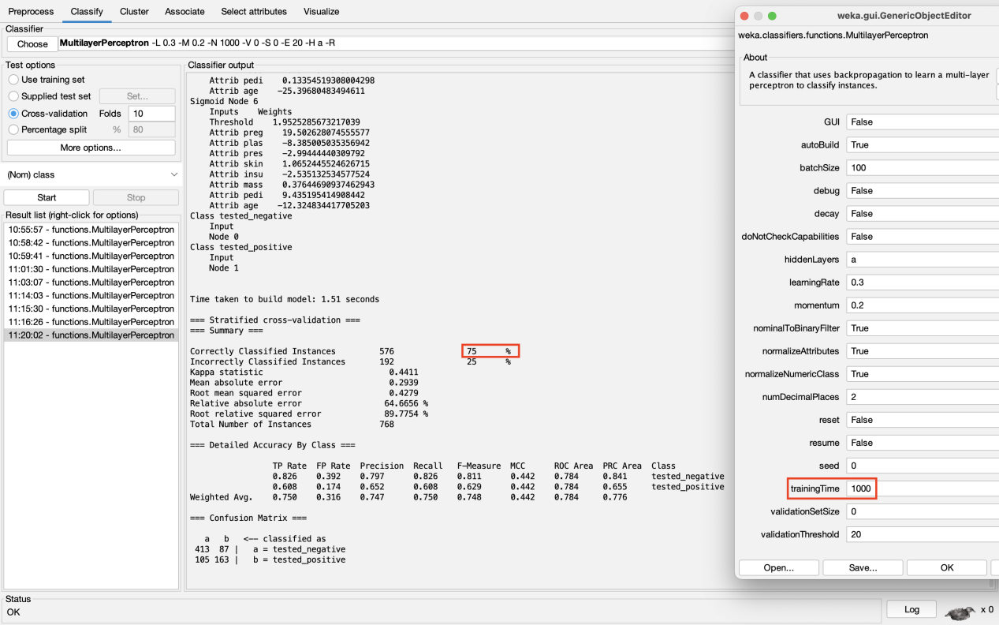 Preprocess Classify Cluster Associate Select attributes Visualize
Classifier
Choose MultilayerPerceptron -L 0.3 -M 0.2 -N 1000 -V 0 -S 0 -E 20 -H a -R
Test options
Use training set
Supplied test set Set...
Cross-validation Folds 10
Percentage split % 80
More options...
(Nom) class
Start Stop
Result list (right-click for options)
10:55:57 - functions.MultilayerPerceptron
10:58:42 - functions.MultilayerPerceptron
10:59:41 - functions.MultilayerPerceptron
11:01:30 - functions.MultilayerPerceptron
11:03:07 - functions.MultilayerPerceptron
11:14:03 - functions.MultilayerPerceptron
11:15:30 - functions.MultilayerPerceptron
11:16:26 - functions.MultilayerPerceptron
11:20:02 - functions.MultilayerPerceptron
Classifier output
Attrib pedi 0.13354519308004298
Attrib age -25.39680483494611
Sigmoid Node 6
Inputs Weights
Threshold 1.9525285673217039
Attrib preg 19.502628074555577
Attrib plas -8.385005035356942
Attrib pres -2.99444440309792
Attrib skin 1.0652445524626715
Attrib insu -2.535132534577524
Attrib mass 0.37644690937462943
Attrib pedi 9.435195414908442
Attrib age -12.324834417705203
Class tested_negative
Input
Node 0
Class tested_positive
Input
Node 1
Time taken to build model: 1.51 seconds
=== Stratified cross-validation ===
=== Summary ===
Correctly Classified Instances 576 75 %
Incorrectly Classified Instances 192 25 %
Kappa statistic 0.4411
Mean absolute error 0.2939
Root mean squared error 0.4279
Relative absolute error 64.6656 %
Root relative squared error 89.7754 %
Total Number of Instances 768
=== Detailed Accuracy By Class ===
TP Rate FP Rate Precision Recall F-Measure MCC ROC Area PRC Area Class
0.826 0.392 0.797 0.826 0.811 0.442 0.784 0.841 tested_negative
0.608 0.174 0.652 0.608 0.629 0.442 0.784 0.655 tested_positive
Weighted Avg. 0.750 0.316 0.747 0.750 0.748 0.442 0.784 0.776
=== Confusion Matrix ===
a b <-- classified as
413 87 | a = tested_negative
105 163 | b = tested_positive
weka.gui.GenericObjectEditor
weka.classifiers.functions.MultilayerPerceptron
About
A classifier that uses backpropagation to learn a multi-layer
perceptron to classify instances.
GUI False
autoBuild True
batchSize 100
debug False
decay False
doNotCheckCapabilities False
hiddenLayers a
learningRate 0.3
momentum 0.2
nominalToBinaryFilter True
normalizeAttributes True
normalizeNumericClass True
numDecimalPlaces 2
reset False
resume False
seed 0
trainingTime 1000
validationSetSize 0
validationThreshold 20
Open... Save... OK
Status
OK
Log x 0